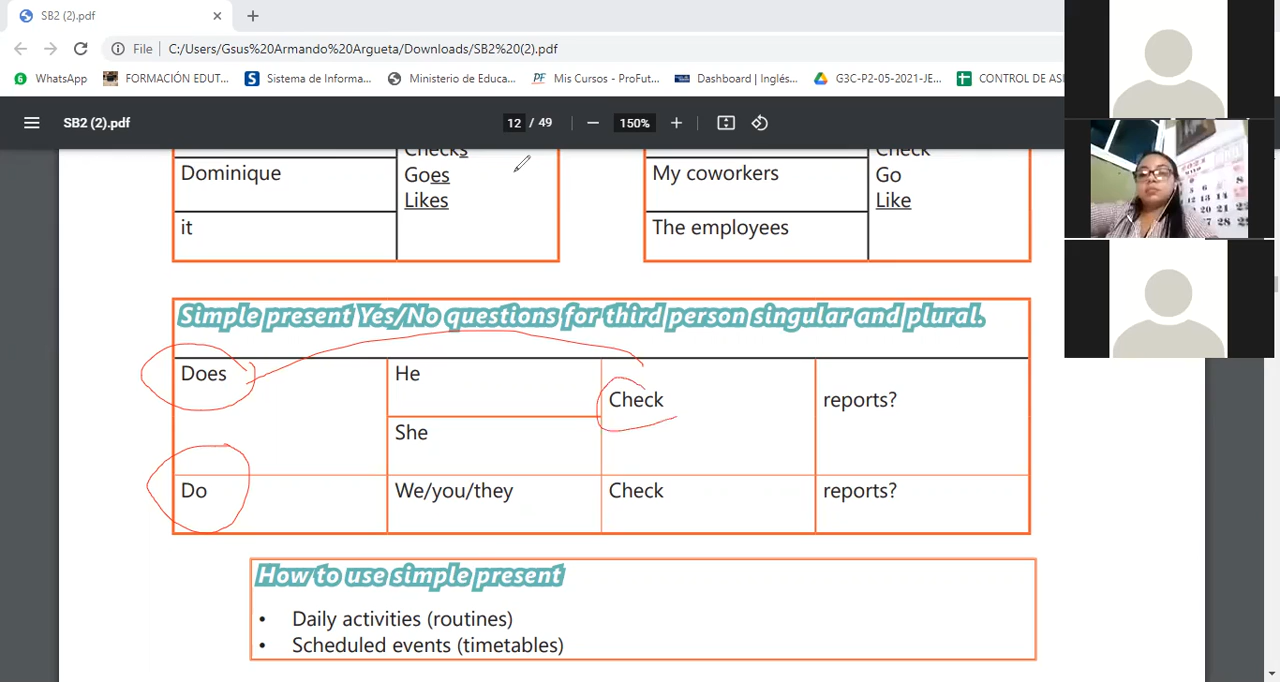 SB2 (2).pdf
File
C:/Users/Gsus%20Armando%20Argueta/Downloads/SB2%20(2).pdf
WhatsApp
FORMACIÓN EDUT...
Sistema de Informa...
Ministerio de Educa...
Mis Cursos - ProFut...
Dashboard | Inglés...
G3C-P2-05-2021-JE...
CONTROL DE ASI
SB2 (2).pdf
12 / 49
150%
Checks
Dominique
Goes
Likes
it
Check
My coworkers
Go
Like
The employees
Simple present Yes/No questions for third person singular and plural.
Does
He
Check
reports?
She
Do
We/you/they
Check
reports?
How to use simple present
• Daily activities (routines)
• Scheduled events (timetables)